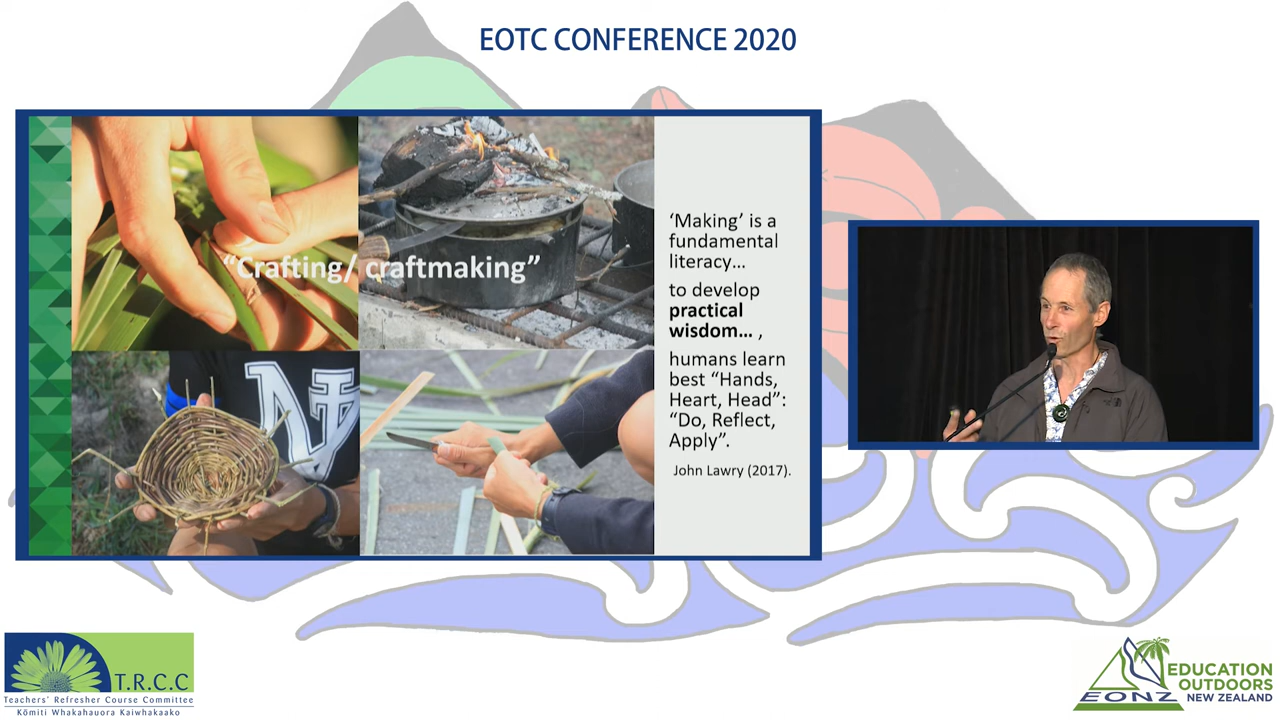 EOTC CONFERENCE 2020
“Crafting/ craftmaking”
‘Making’ is a
fundamental
literacy…
to develop
practical
wisdom… ,
humans learn
best “Hands,
Heart, Head”:
“Do, Reflect,
Apply”.
John Lawry (2017).
T.R.C.C
Teachers' Refresher Course Committee
Kōmiti Whakahauora Kaiwhakaako
EONZ
EDUCATION
OUTDOORS
NEW ZEALAND